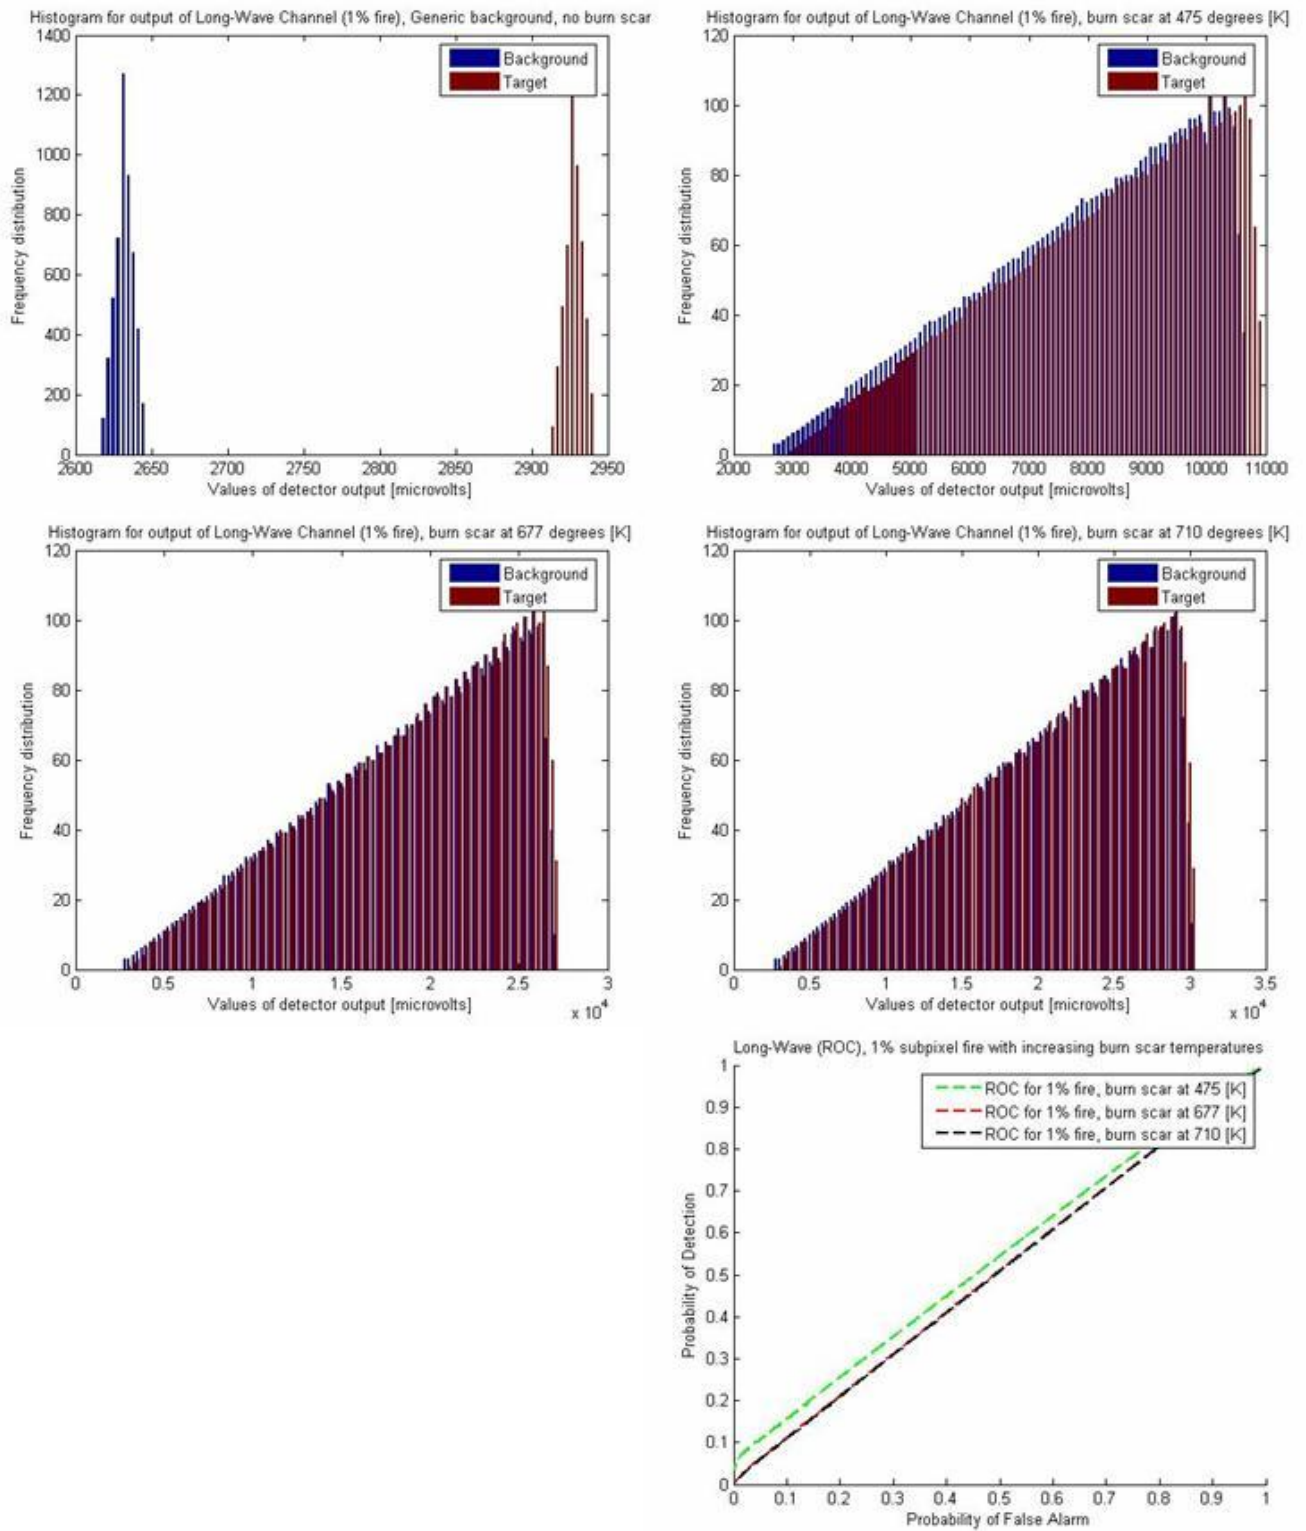 Histogram for output of Long-Wave Channel (1% fire), Generic background, no burn scar
1400
1200
1000
800
600
400
200
0
Frequency distribution
Background
Target
2600 2650 2700 2750 2800 2850 2900 2950
Values of detector output [microvolts]
Histogram for output of Long-Wave Channel (1% fire), burn scar at 475 degrees [K]
120
100
80
60
40
20
0
Frequency distribution
Background
Target
2000 3000 4000 5000 6000 7000 8000 9000 10000 11000
Values of detector output [microvolts]
Histogram for output of Long-Wave Channel (1% fire), burn scar at 677 degrees [K]
120
100
80
60
40
20
0
Frequency distribution
Background
Target
0 0.5 1 1.5 2 2.5 3
Values of detector output [microvolts]
x 10^4
Histogram for output of Long-Wave Channel (1% fire), burn scar at 710 degrees [K]
120
100
80
60
40
20
0
Frequency distribution
Background
Target
0 0.5 1 1.5 2 2.5 3 3.5
Values of detector output [microvolts]
x 10^4
Long-Wave (ROC), 1% subpixel fire with increasing burn scar temperatures
1
0.9
0.8
0.7
0.6
0.5
0.4
0.3
0.2
0.1
0
Probability of Detection
ROC for 1% fire, burn scar at 475 [K]
ROC for 1% fire, burn scar at 677 [K]
ROC for 1% fire, burn scar at 710 [K]
0 0.1 0.2 0.3 0.4 0.5 0.6 0.7 0.8 0.9 1
Probability of False Alarm